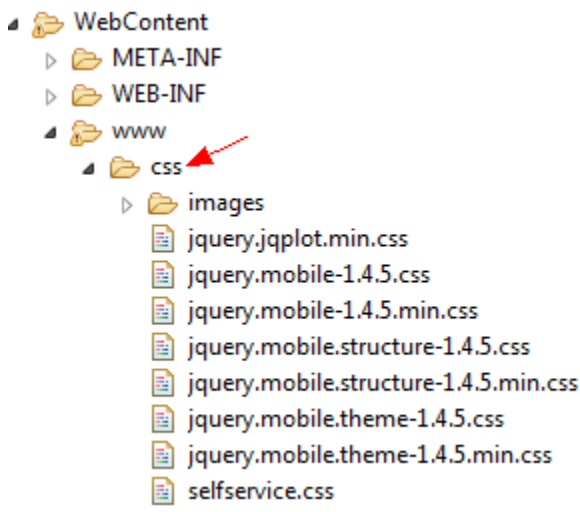 WebContent
META-INF
WEB-INF
www
css
images
jquery.jqplot.min.css
jquery.mobile-1.4.5.css
jquery.mobile-1.4.5.min.css
jquery.mobile.structure-1.4.5.css
jquery.mobile.structure-1.4.5.min.css
jquery.mobile.theme-1.4.5.css
jquery.mobile.theme-1.4.5.min.css
selfservice.css